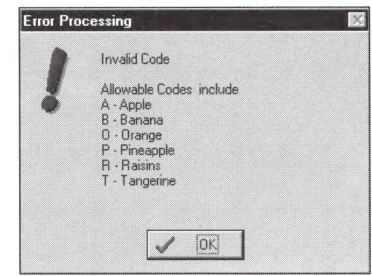 Error Processing
Invalid Code
Allowable Codes include
A - Apple
B - Banana
O - Orange
P - Pineapple
R - Raisins
T - Tangerine
OK